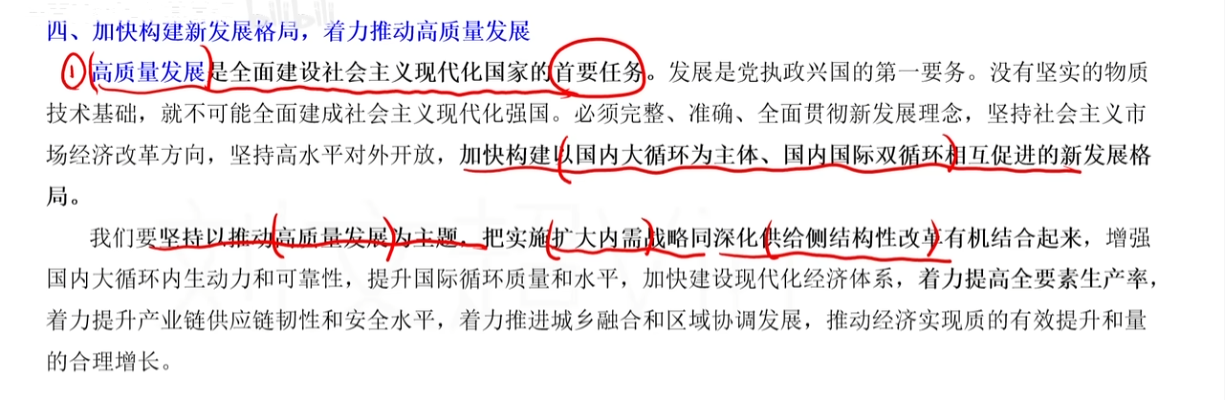 四、加快构建新发展格局，着力推动高质量发展
①高质量发展是全面建设社会主义现代化国家的首要任务。发展是党执政兴国的第一要务。没有坚实的物质
技术基础，就不可能全面建成社会主义现代化强国。必须完整、准确、全面贯彻新发展理念，坚持社会主义市
场经济改革方向，坚持高水平对外开放，加快构建以国内大循环为主体、国内国际双循环相互促进的新发展格
局。
我们要坚持以推动高质量发展为主题，把实施扩大内需战略同深化供给侧结构性改革有机结合起来，增强
国内大循环内生动力和可靠性，提升国际循环质量和水平，加快建设现代化经济体系，着力提高全要素生产率，
着力提升产业链供应链韧性和安全水平，着力推进城乡融合和区域协调发展，推动经济实现质的有效提升和量
的合理增长。